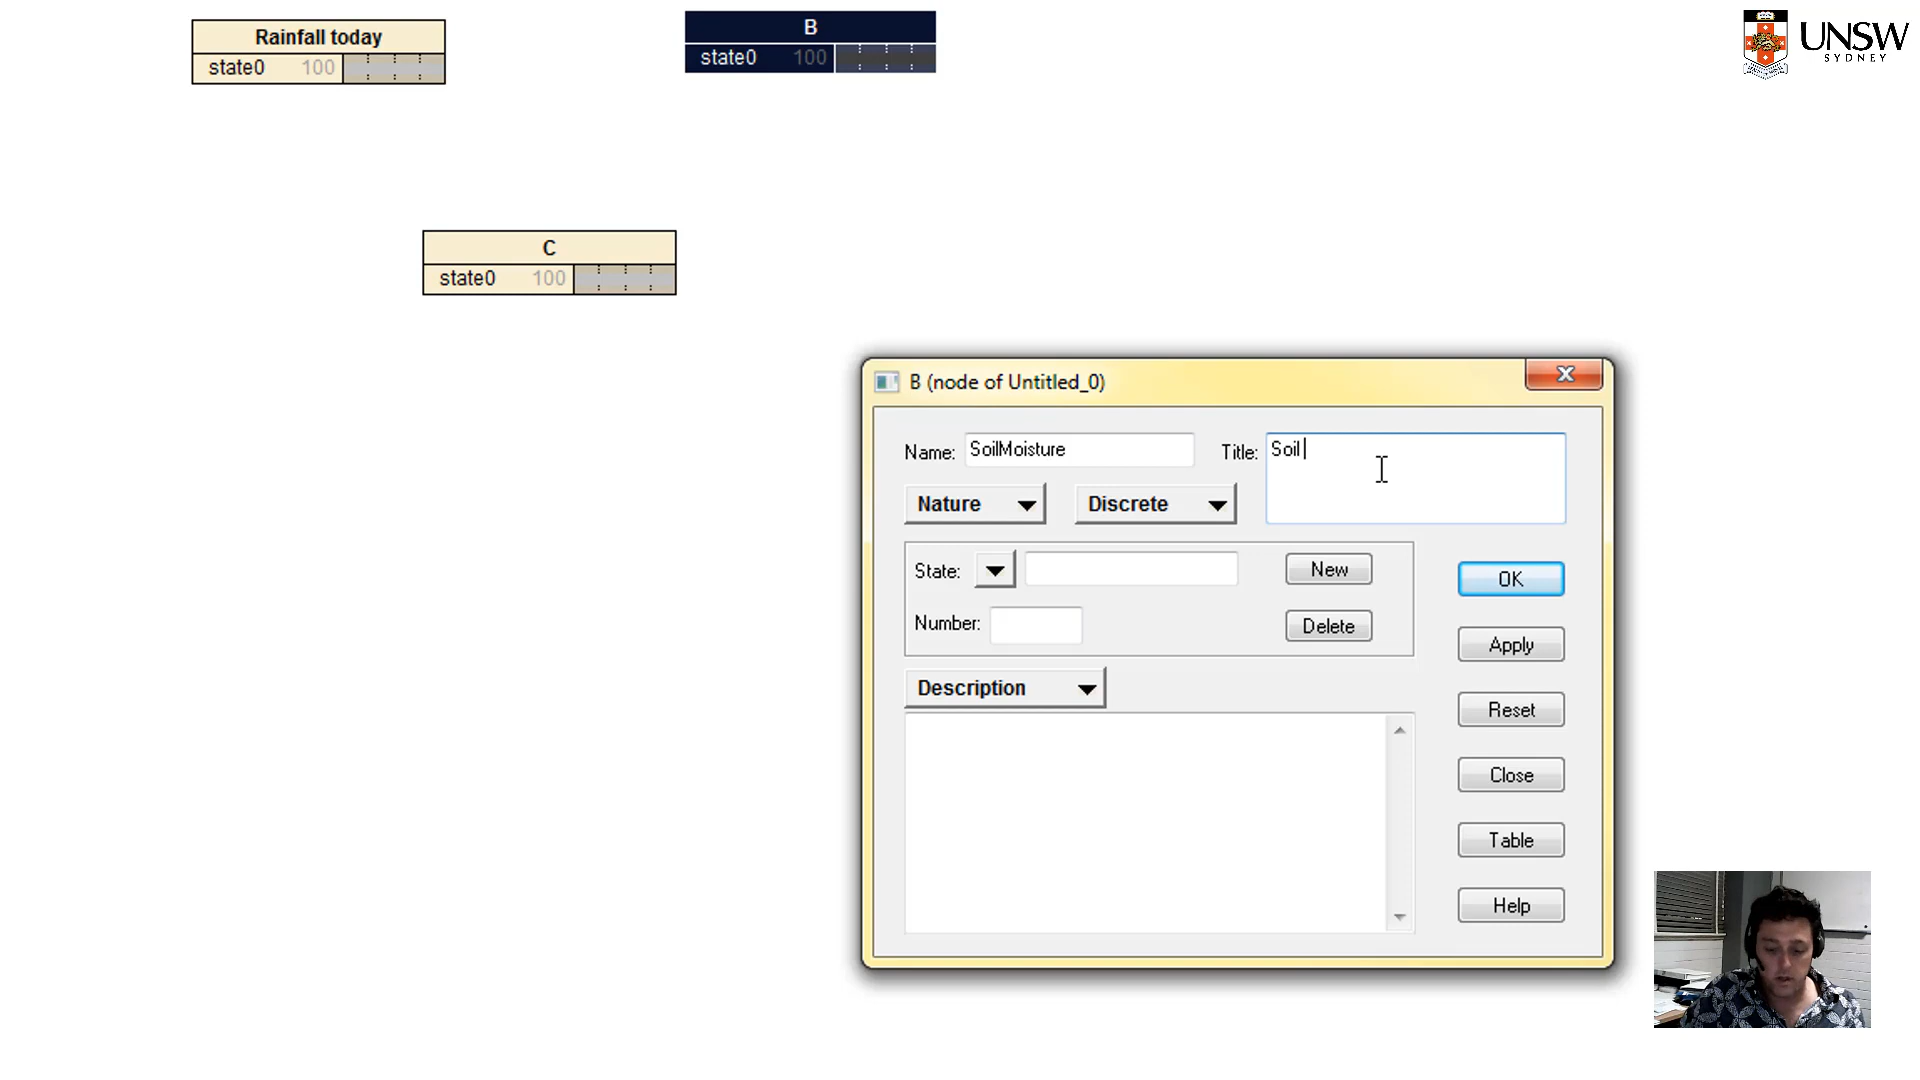 Rainfall today
state0 100
B
state0 100
UNSW
SYDNEY
C
state0 100
B (node of Untitled_0)
Name: SoilMoisture Title: Soil
Nature Discrete
State: New
OK
Number: Delete
Apply
Description
Reset
Close
Table
Help